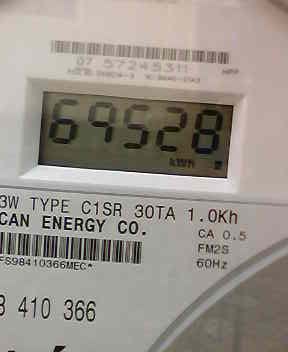 07 57245311
69528
kWH
3W TYPE C1SR 30TA 1.0Kh
CAN ENERGY CO.
CA 0.5
FM2S
60Hz
FS98410366MEC*
8 410 366